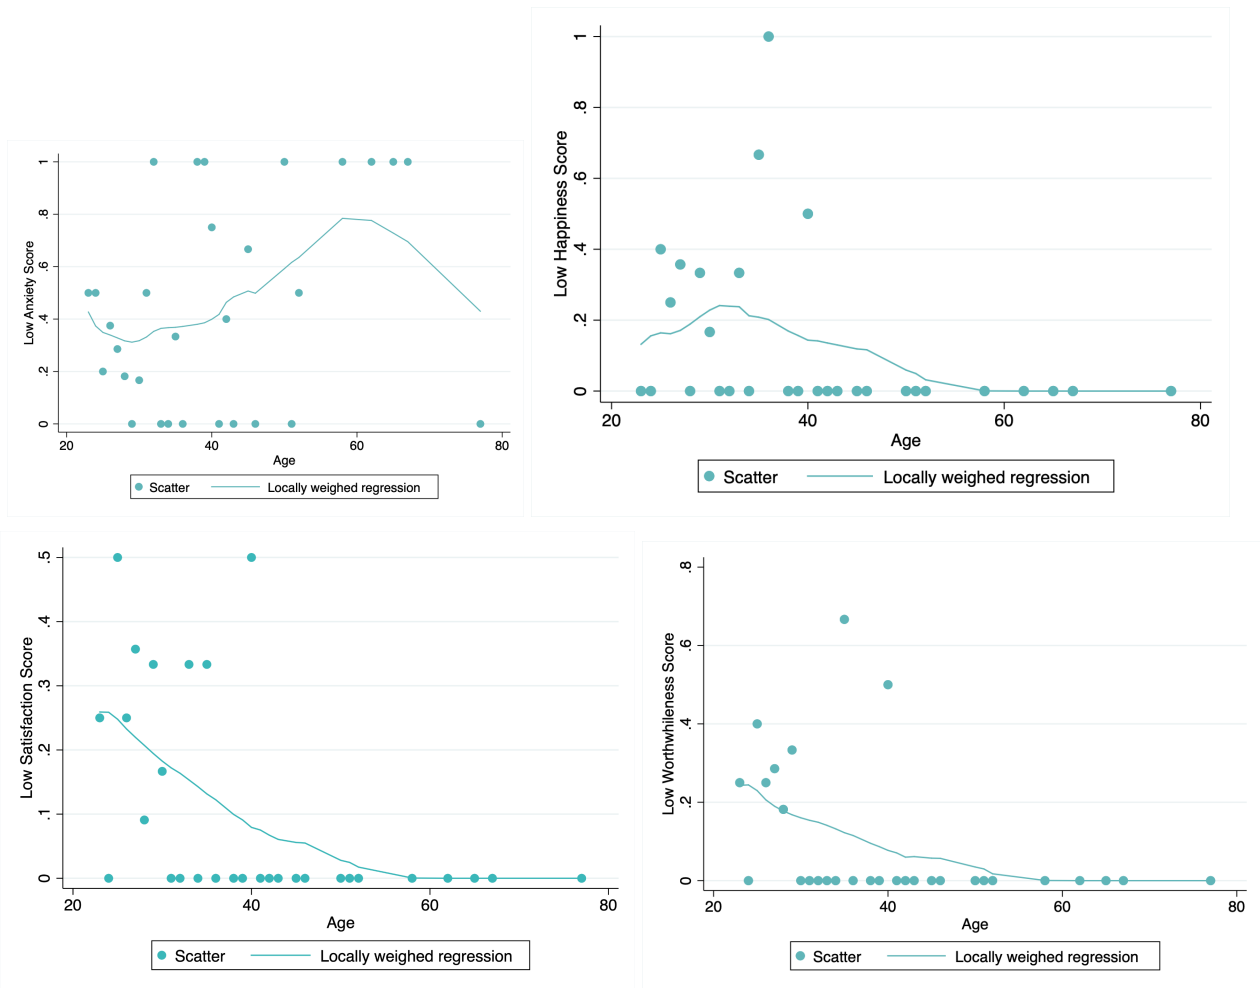 1
.8
.6
.4
.2
0
Low Anxiety Score
20 40 60 80
Age
Scatter Locally weighed regression
1
.8
.6
.4
.2
0
Low Happiness Score
20 40 60 80
Age
Scatter Locally weighed regression
.5
.4
.3
.2
.1
0
Low Satisfaction Score
20 40 60 80
Age
Scatter Locally weighed regression
.8
.6
.4
.2
0
Low Worthwhileness Score
20 40 60 80
Age
Scatter Locally weighed regression